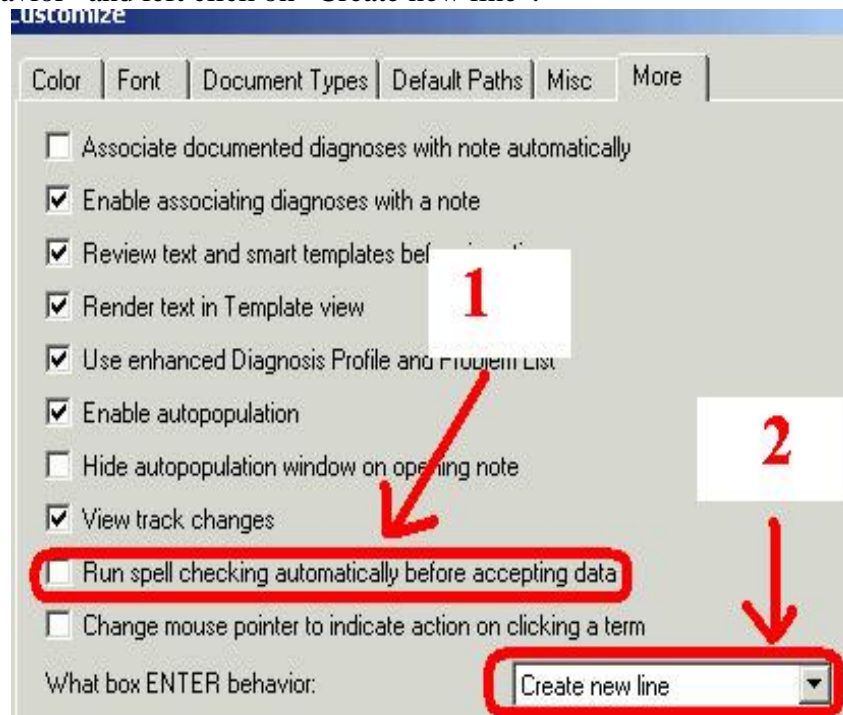 and left click on "Create new line".
Customize
Color Font Document Types Default Paths Misc More
Associate documented diagnoses with note automatically
Enable associating diagnoses with a note
Review text and smart templates
1
Render text in Template view
Use enhanced Diagnosis Profile and Problem List
Enable autopopulation
2
Hide autopopulation window on opening note
View track changes
Run spell checking automatically before accepting data
Change mouse pointer to indicate action on clicking a term
What box ENTER behavior: Create new line